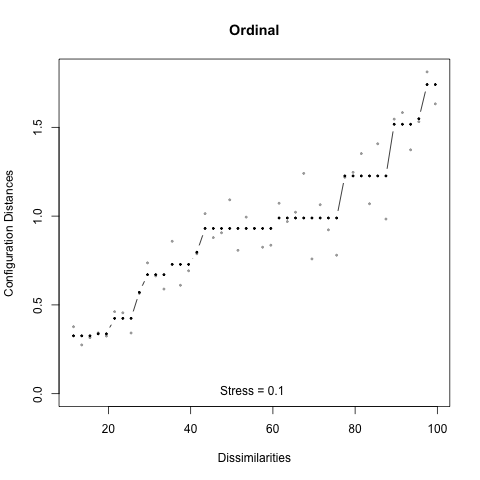 Ordinal
Configuration Distances
1.5
1.0
0.5
0.0
Stress = 0.1
20 40 60 80 100
Dissimilarities